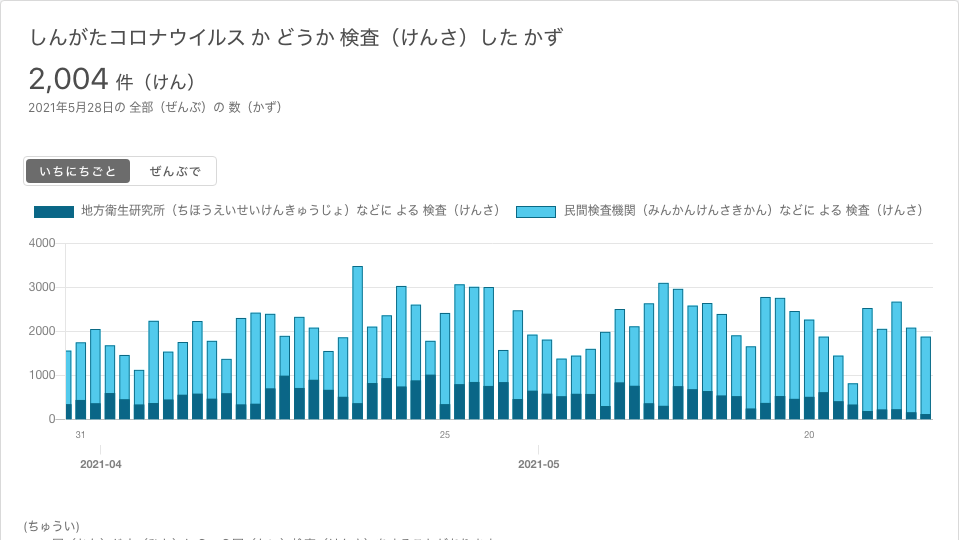 しんがたコロナウイルス か どうか 検査（けんさ）した かず
2,004 件（けん）
2021年5月28日の 全部（ぜんぶ）の 数（かず）
いちにちごと ぜんぶで
地方衛生研究所（ちほうえいせいけんきゅうじょ）などに よる 検査（けんさ） 民間検査機関（みんかんけんさきかん）などに よる 検査（けんさ）
4000
3000
2000
1000
0
31 25 20
2021-04 2021-05
(ちゅうい)